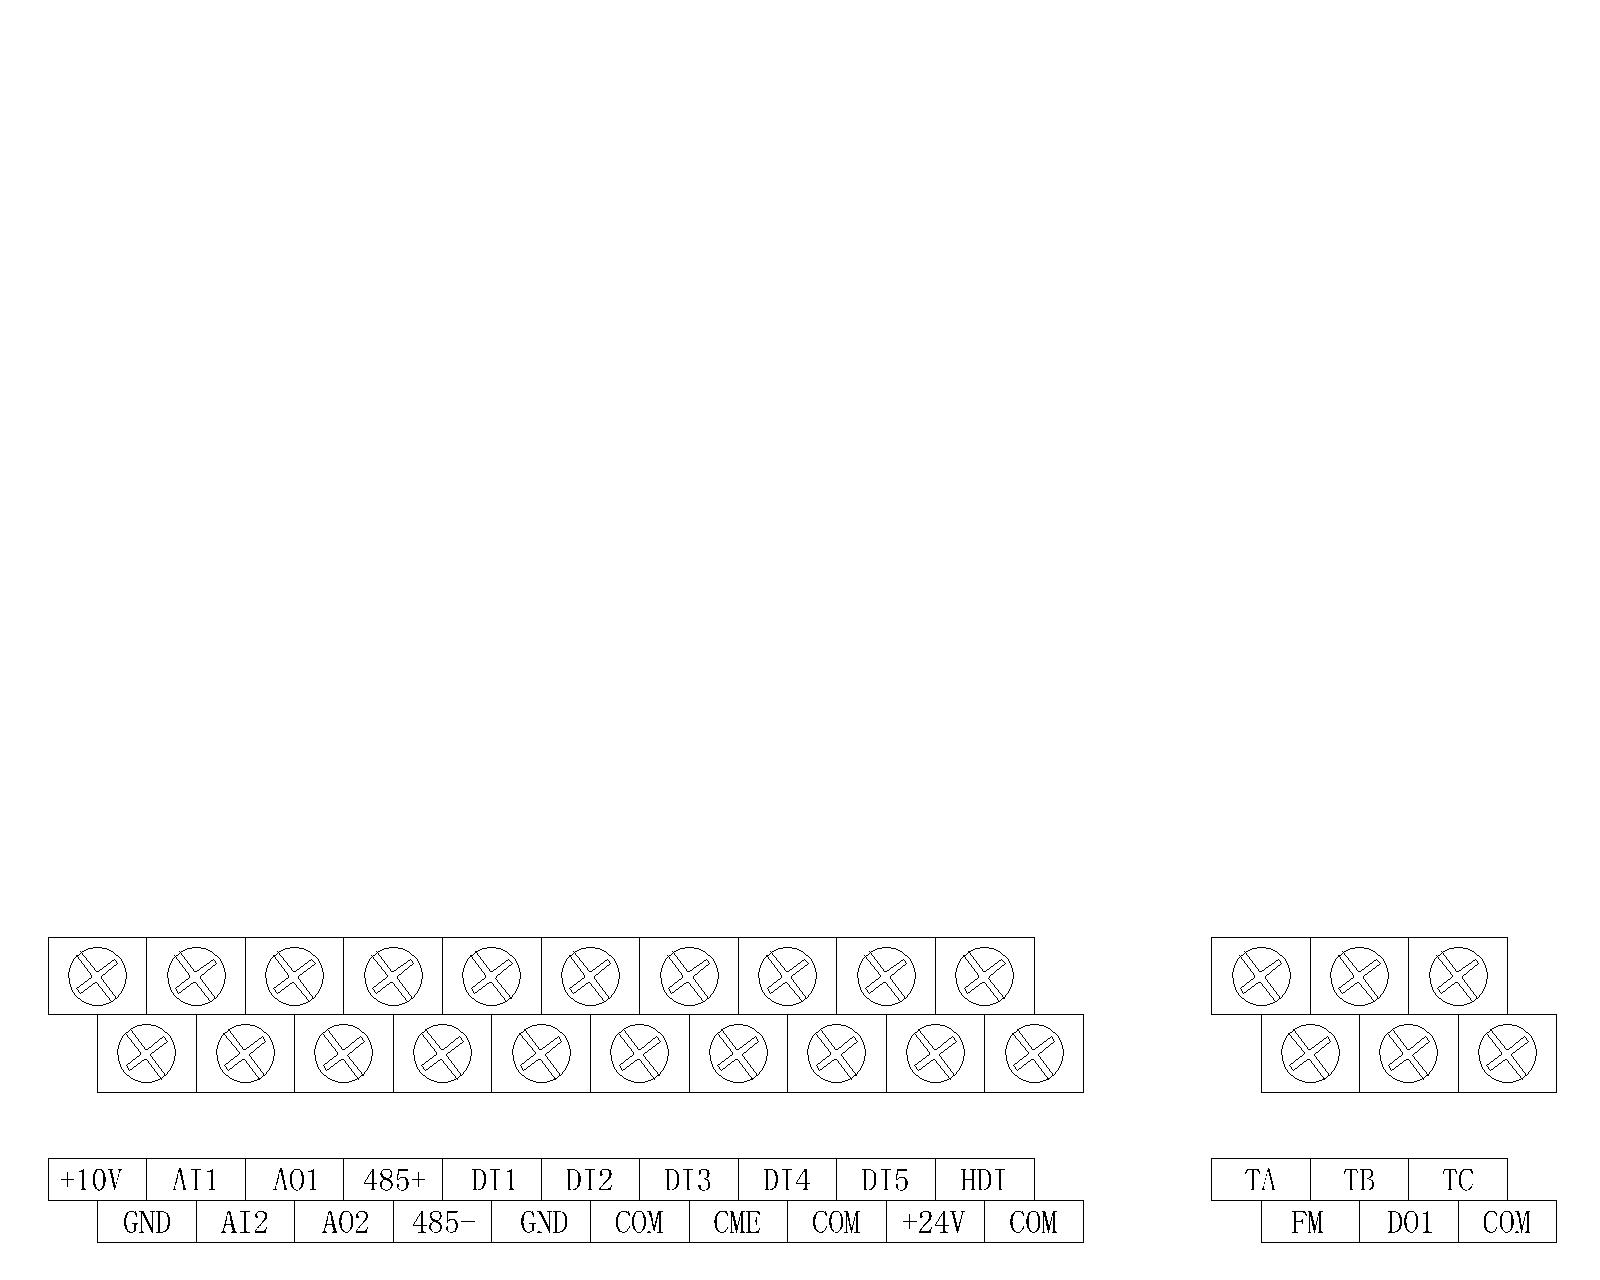 +10V AI1 AO1 485+ DI1 DI2 DI3 DI4 DI5 HDI TA TB TC
GND AI2 AO2 485- GND COM CME COM +24V COM FM DO1 COM